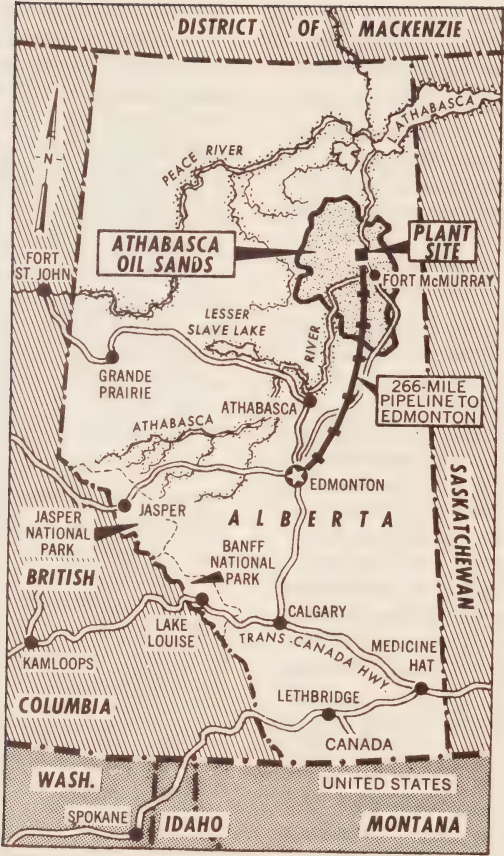 DISTRICT OF MACKENZIE
N
PEACE RIVER
ATHABASCA
ATHABASCA
OIL SANDS
PLANT
SITE
FORT
ST. JOHN
FORT McMURRAY
LESSER
SLAVE LAKE
RIVER
GRANDE
PRAIRIE
ATHABASCA
266-MILE
PIPELINE TO
EDMONTON
ATHABASCA
EDMONTON
SASKATCHEWAN
JASPER
ALBERTA
JASPER
NATIONAL
PARK
BANFF
NATIONAL
PARK
BRITISH
LAKE
LOUISE
CALGARY
TRANS-CANADA HWY.
KAMLOOPS
MEDICINE
HAT
COLUMBIA
LETHBRIDGE
CANADA
WASH.
UNITED STATES
SPOKANE
IDAHO
MONTANA